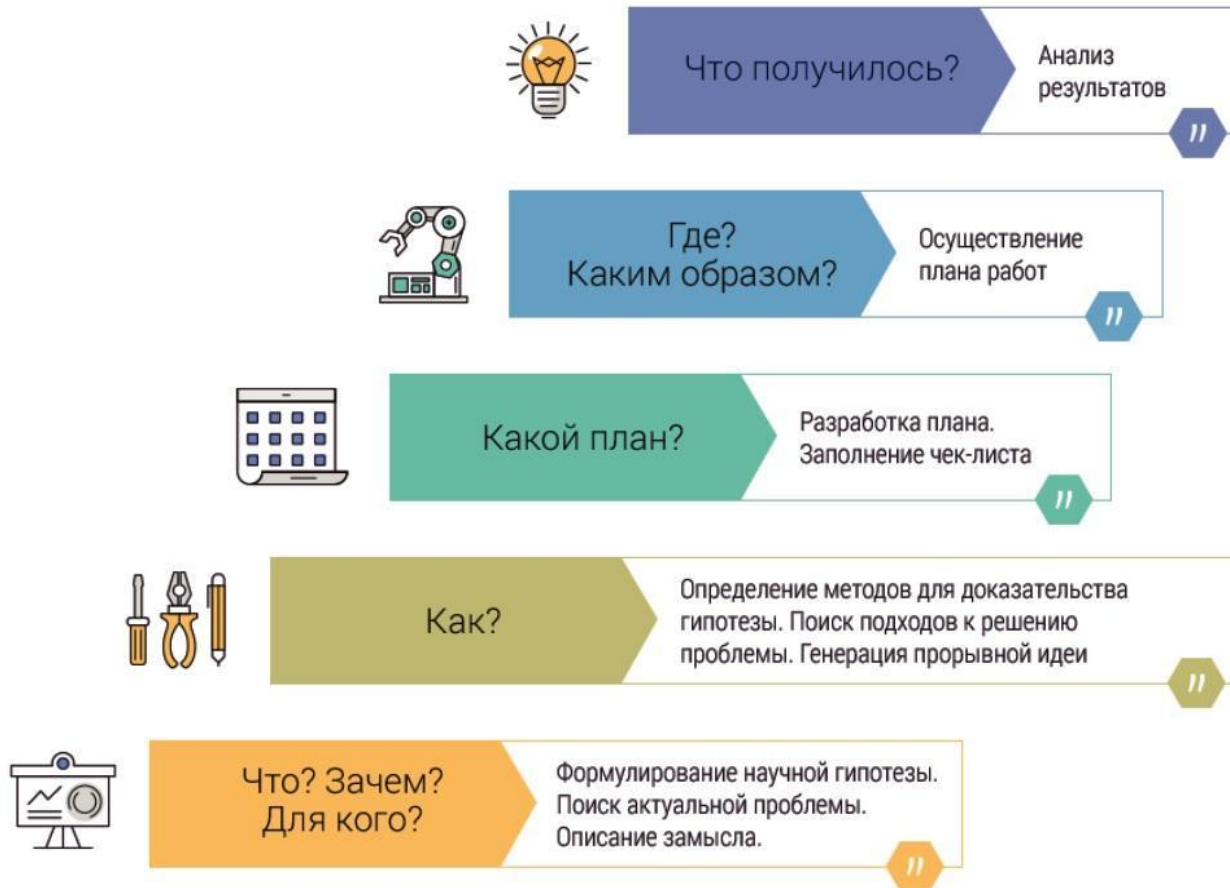 Что получилось?
Анализ
результатов
Где?
Каким образом?
Осуществление
плана работ
Какой план?
Разработка плана.
Заполнение чек-листа
Как?
Определение методов для доказательства
гипотезы. Поиск подходов к решению
проблемы. Генерация прорывной идеи
Что? Зачем?
Для кого?
Формулирование научной гипотезы.
Поиск актуальной проблемы.
Описание замысла.